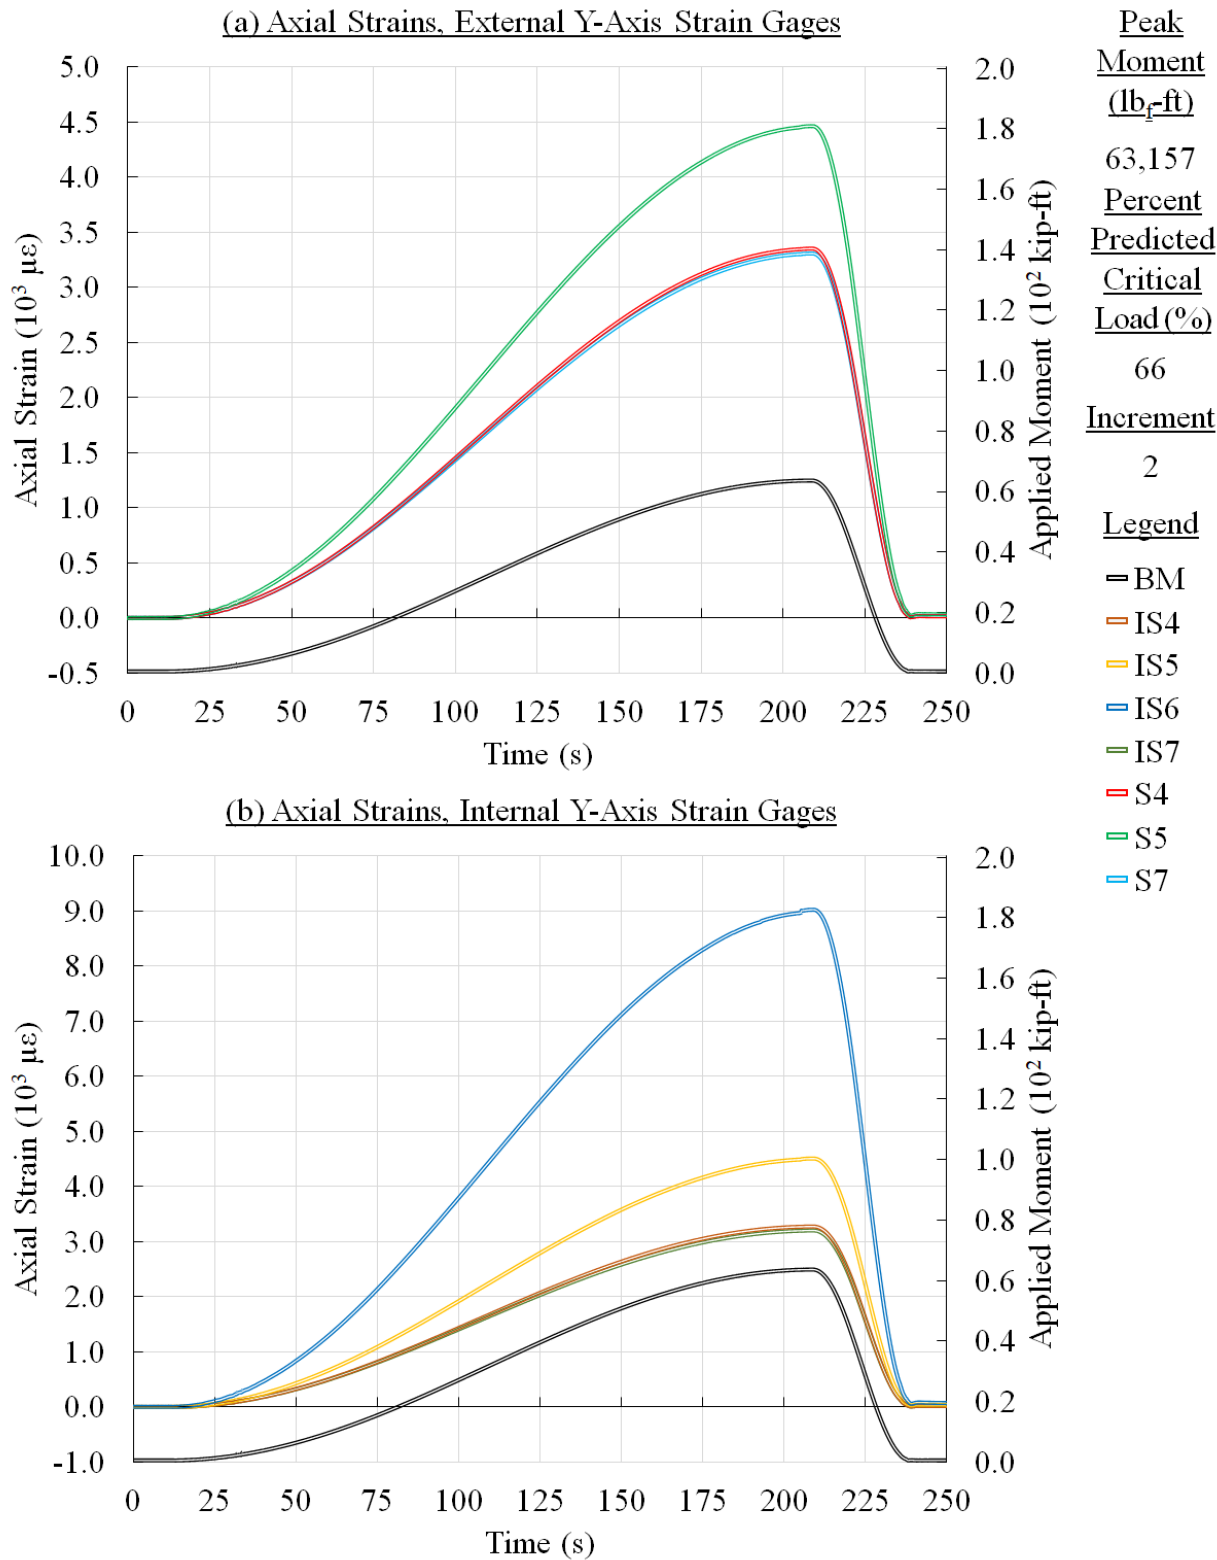 (a) Axial Strains, External Y-Axis Strain Gages
5.0
4.5
4.0
3.5
3.0
2.5
2.0
1.5
1.0
0.5
0.0
-0.5
Axial Strain (10³ με)
2.0
1.8
1.6
1.4
1.2
1.0
0.8
0.6
0.4
0.2
0.0
Applied Moment (10² kip-ft)
0 25 50 75 100 125 150 175 200 225 250
Time (s)
(b) Axial Strains, Internal Y-Axis Strain Gages
10.0
9.0
8.0
7.0
6.0
5.0
4.0
3.0
2.0
1.0
0.0
-1.0
Axial Strain (10³ με)
2.0
1.8
1.6
1.4
1.2
1.0
0.8
0.6
0.4
0.2
0.0
Applied Moment (10² kip-ft)
0 25 50 75 100 125 150 175 200 225 250
Time (s)
Peak
Moment
(lb_f-ft)
63,157
Percent
Predicted
Critical
Load (%)
66
Increment
2
Legend
BM
IS4
IS5
IS6
IS7
S4
S5
S7